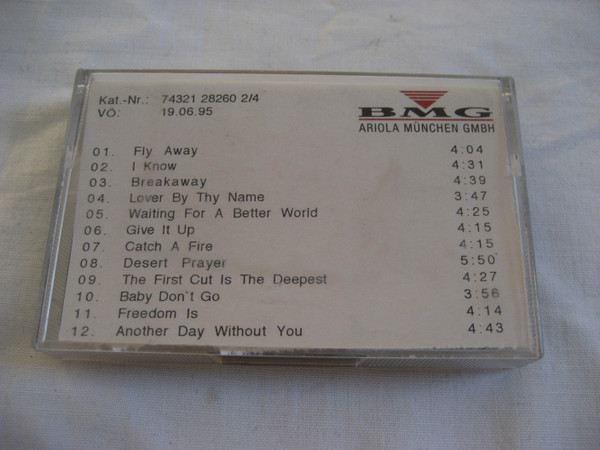 Kat.-Nr.: 74321 28260 2/4
VÖ: 19.06.95
BMG
ARIOLA MÜNCHEN GMBH
01. Fly Away 4:04
02. I Know 4:31
03. Breakaway 4:39
04. Lover By Thy Name 3:47
05. Waiting For A Better World 4:25
06. Give It Up 4:15
07. Catch A Fire 4:15
08. Desert Prayer 5:50
09. The First Cut Is The Deepest 4:27
10. Baby Don't Go 3:56
11. Freedom Is 4:14
12. Another Day Without You 4:43